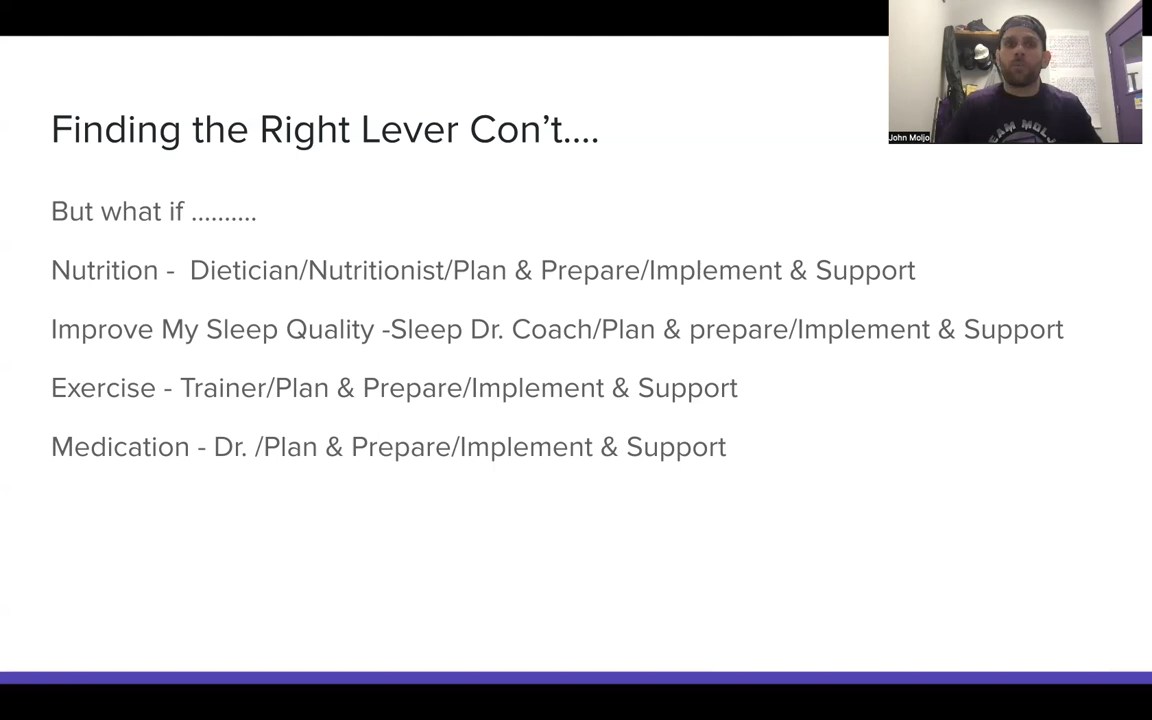 Finding the Right Lever Con’t....
John Moljo
But what if ..........
Nutrition -  Dietician/Nutritionist/Plan & Prepare/Implement & Support
Improve My Sleep Quality -Sleep Dr. Coach/Plan & prepare/Implement & Support
Exercise - Trainer/Plan & Prepare/Implement & Support
Medication - Dr. /Plan & Prepare/Implement & Support